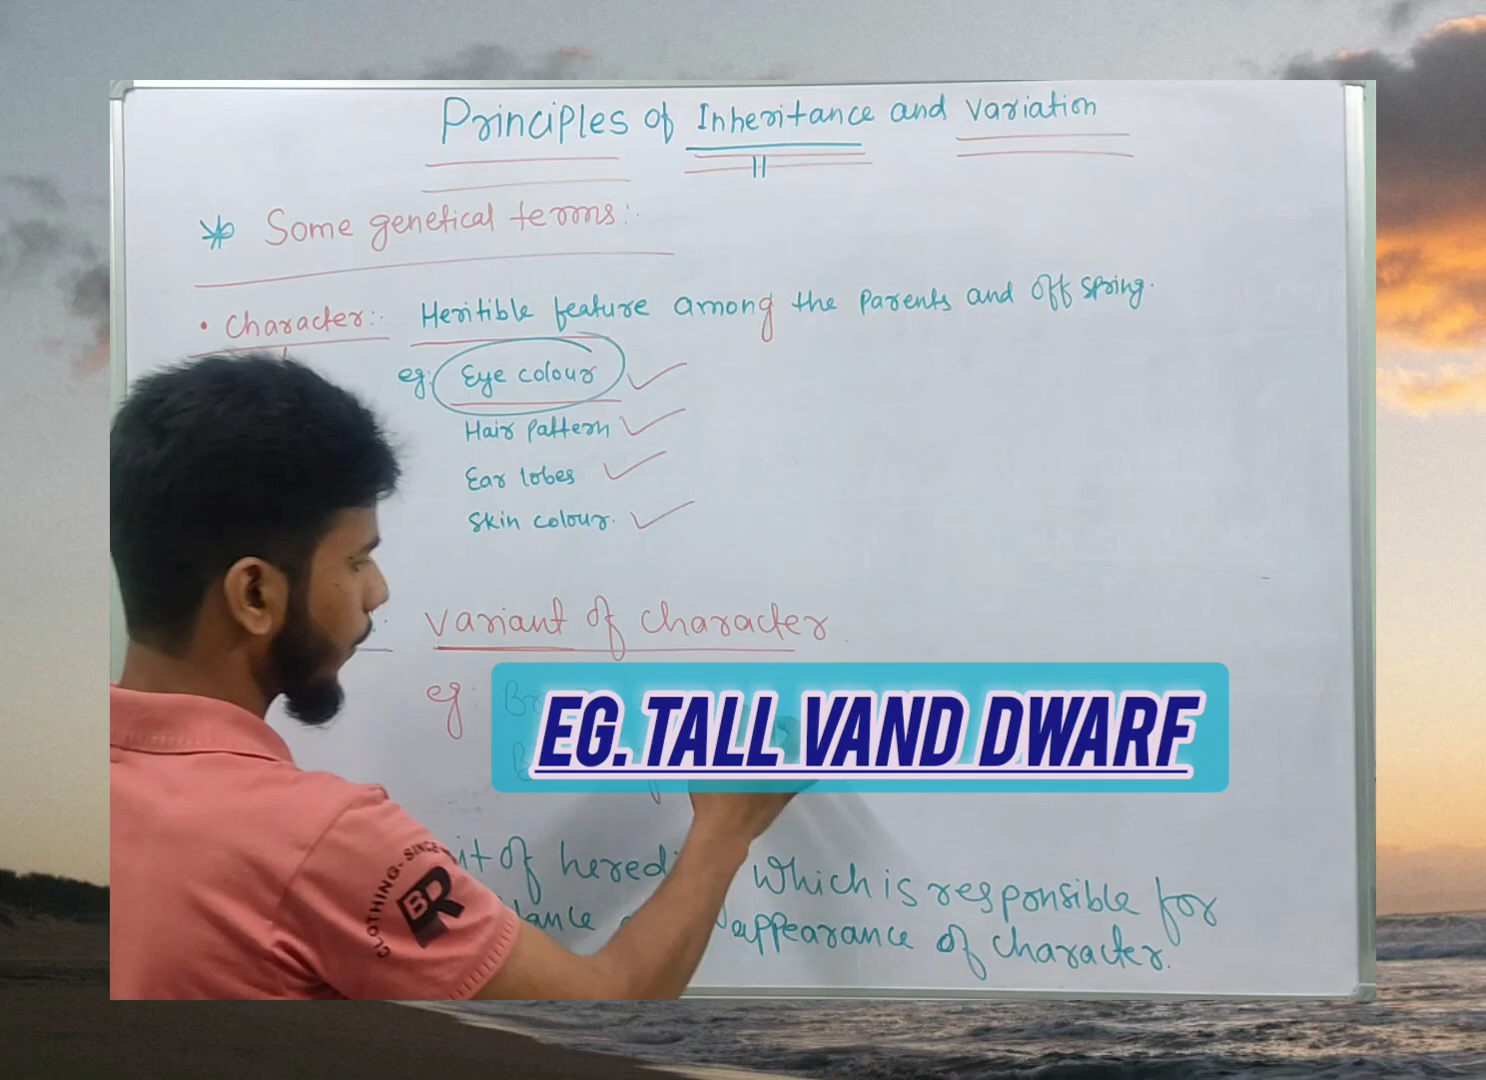 Principles of Inheritance and Variation
Some genetical terms:
• Character: Heritible feature among the parents and off spring.
eg: Eye colour
Hair pattern
Ear lobes
Skin colour.
variant of character
eg: Br
EG.TALL VAND DWARF
of which is responsible for
appearance of character.
CLOTHING-SINCE
BR